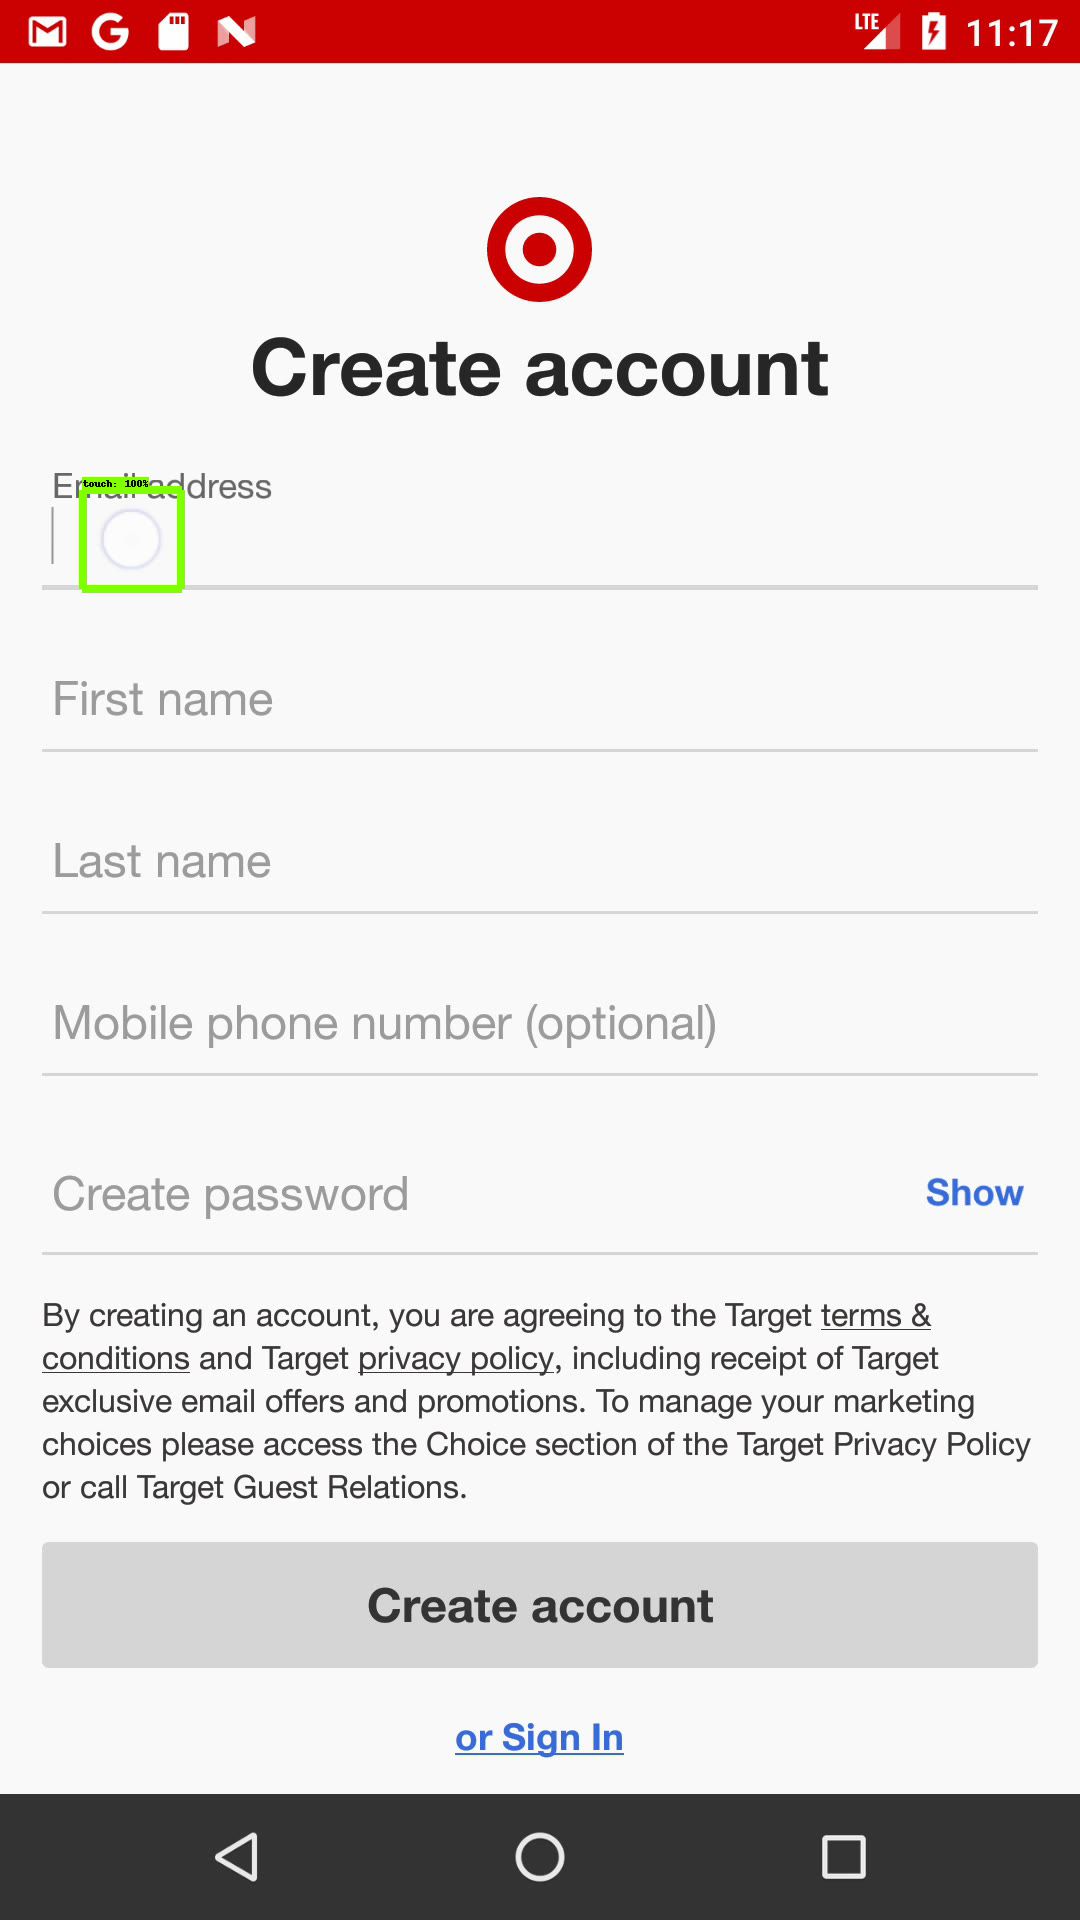 LTE 11:17
Create account
Email address
touch: 100%
First name
Last name
Mobile phone number (optional)
Create password
Show
By creating an account, you are agreeing to the Target terms &
conditions and Target privacy policy, including receipt of Target
exclusive email offers and promotions. To manage your marketing
choices please access the Choice section of the Target Privacy Policy
or call Target Guest Relations.
Create account
or Sign In